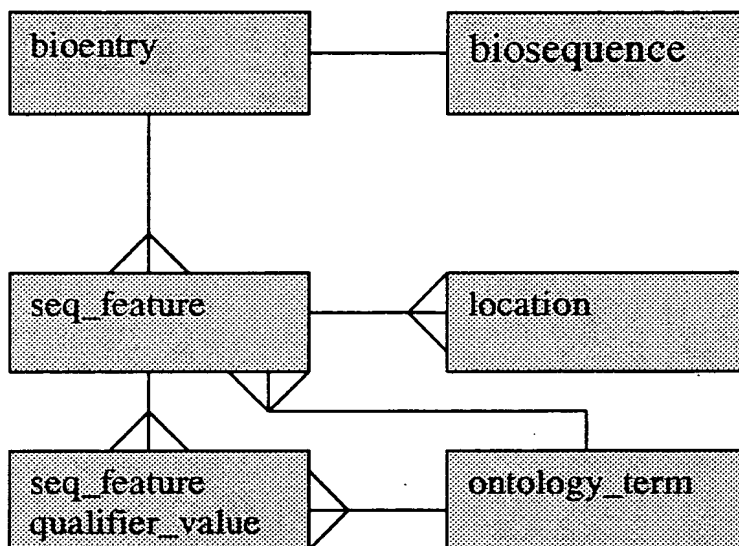 bioentry
biosequence
seq_feature
location
seq_feature
qualifier_value
ontology_term